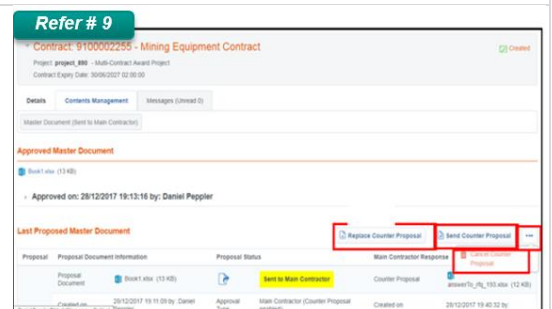 Refer # 9
Contract: 9100002255 - Mining Equipment Contract
Created
Project: project_890 - Multi-Contract Award Project
Contract Expiry Date: 30/06/2027 02:00:00
Details Contents Management Messages (Unread 0)
Master Document (Sent to Main Contractor)
Approved Master Document
Book1.xlsx (13 KB)
Approved on: 28/12/2017 19:13:16 by: Daniel Peppler
Last Proposed Master Document
Replace Counter Proposal Send Counter Proposal ...
Cancel Counter Proposal
Proposal Proposal Document Information Proposal Status Main Contractor Response
Proposal Document Book1.xlsx (13 KB) Sent to Main Contractor Counter Proposal answerTo_rfq_150.xlsx (12 KB)
Created on 28/12/2017 19:11:09 by: Daniel Approval Main Contractor (Counter Proposal Created on 28/12/2017 19:40:32 by: